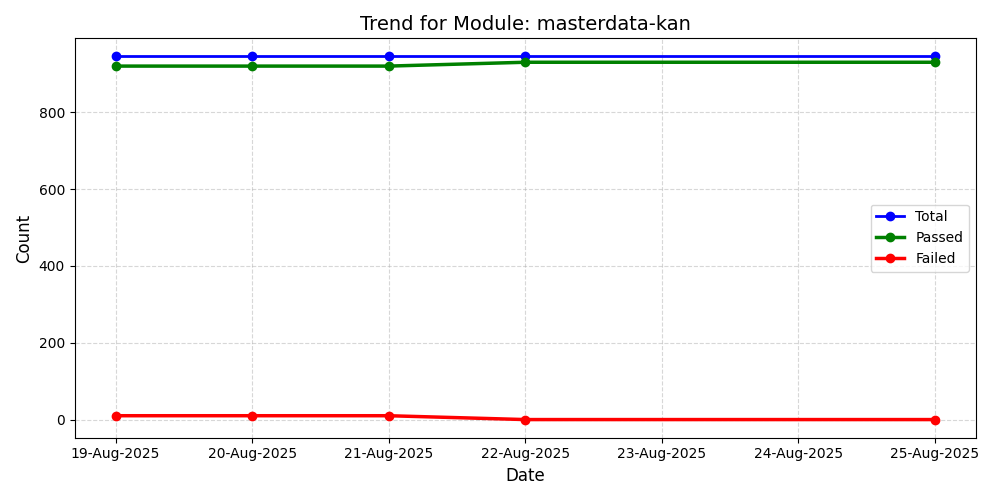 Trend for Module: masterdata-kan
Count
800
600
400
200
0
Total
Passed
Failed
19-Aug-2025 20-Aug-2025 21-Aug-2025 22-Aug-2025 23-Aug-2025 24-Aug-2025 25-Aug-2025
Date